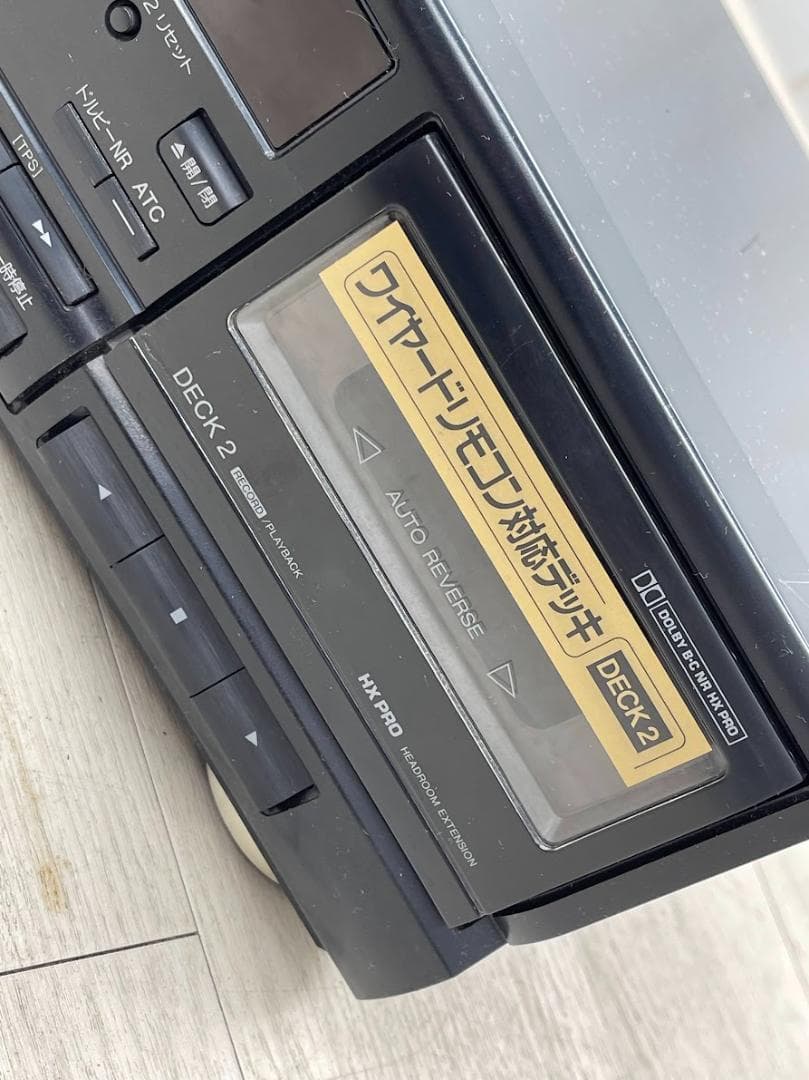 2リセット
ドルビーNR
ATC
▲開/閉
[TPS]
時停止
ワイヤードリモコン対応デッキ DECK 2
DECK 2 RECORD/PLAYBACK
AUTO REVERSE
DOLBY B·C NR HX PRO
HX PRO HEADROOM EXTENSION